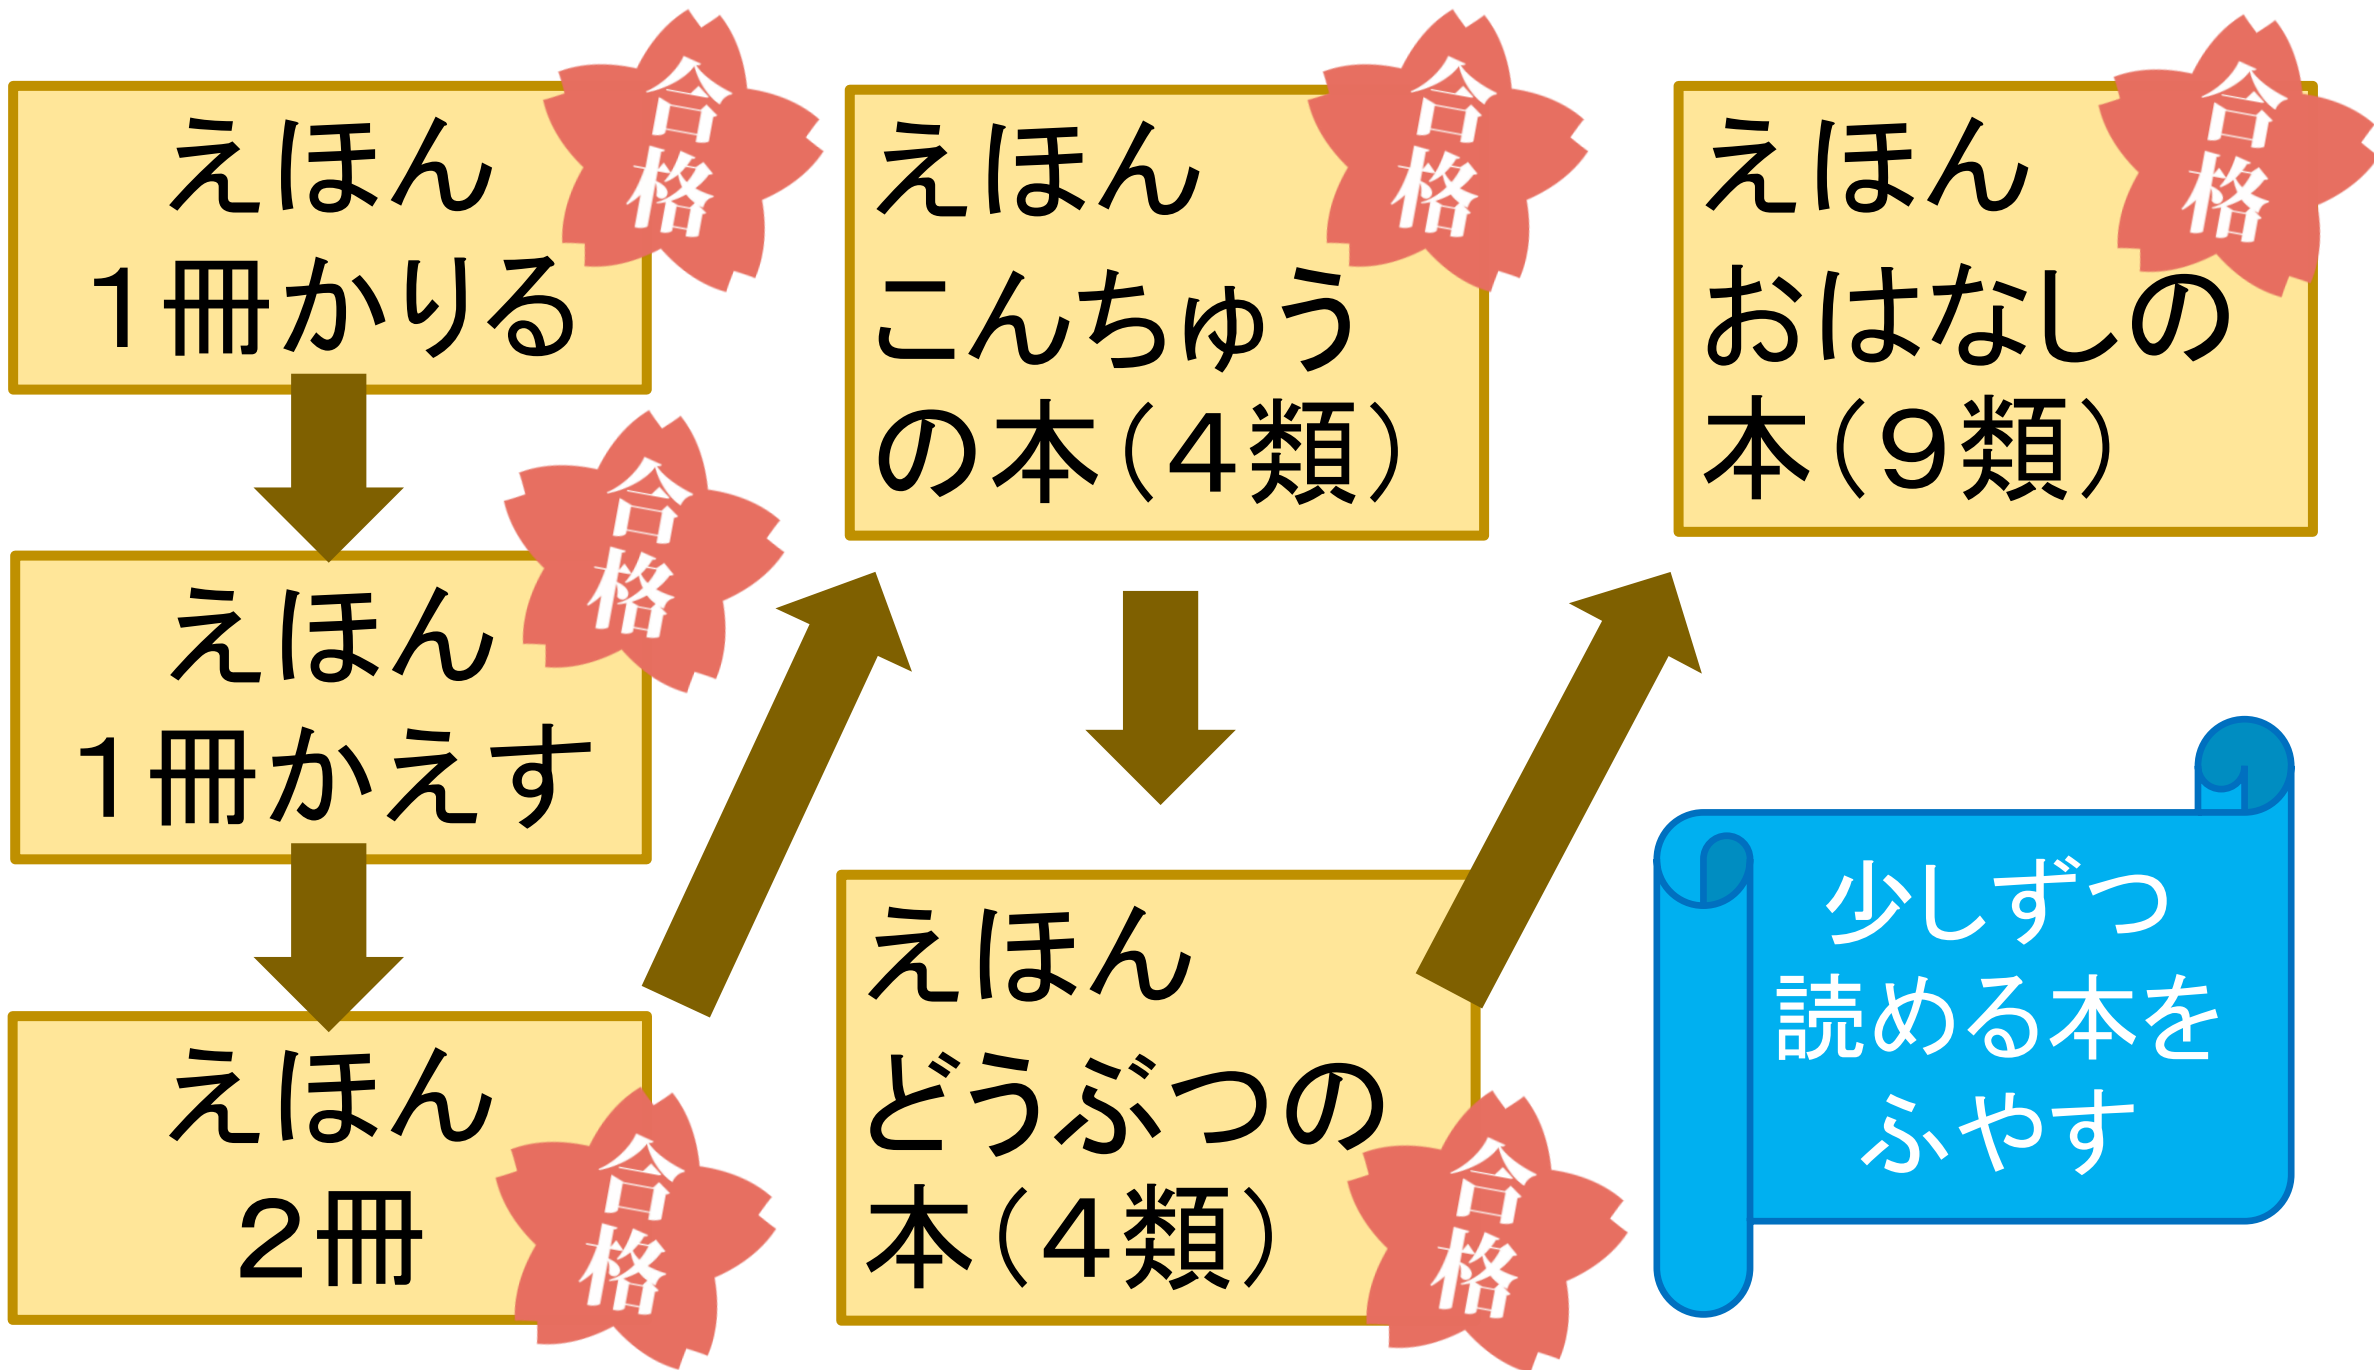 えほん
１冊かりる
合格
えほん
１冊かえす
合格
えほん
２冊
合格
えほん
こんちゅう
の本（４類）
合格
えほん
どうぶつの
本（４類）
合格
えほん
おはなしの
本（９類）
合格
少しずつ
読める本を
ふやす